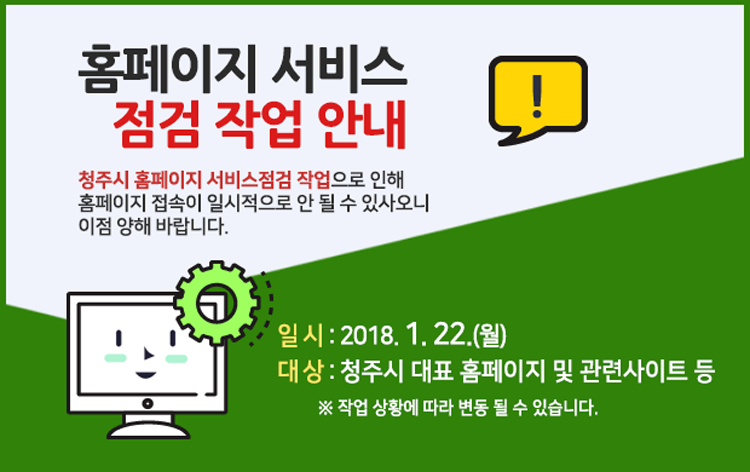 홈페이지 서비스
점검 작업 안내
!
청주시 홈페이지 서비스점검 작업으로 인해
홈페이지 접속이 일시적으로 안 될 수 있사오니
이점 양해 바랍니다.
일 시 : 2018. 1. 22.(월)
대 상 : 청주시 대표 홈페이지 및 관련사이트 등
※ 작업 상황에 따라 변동 될 수 있습니다.